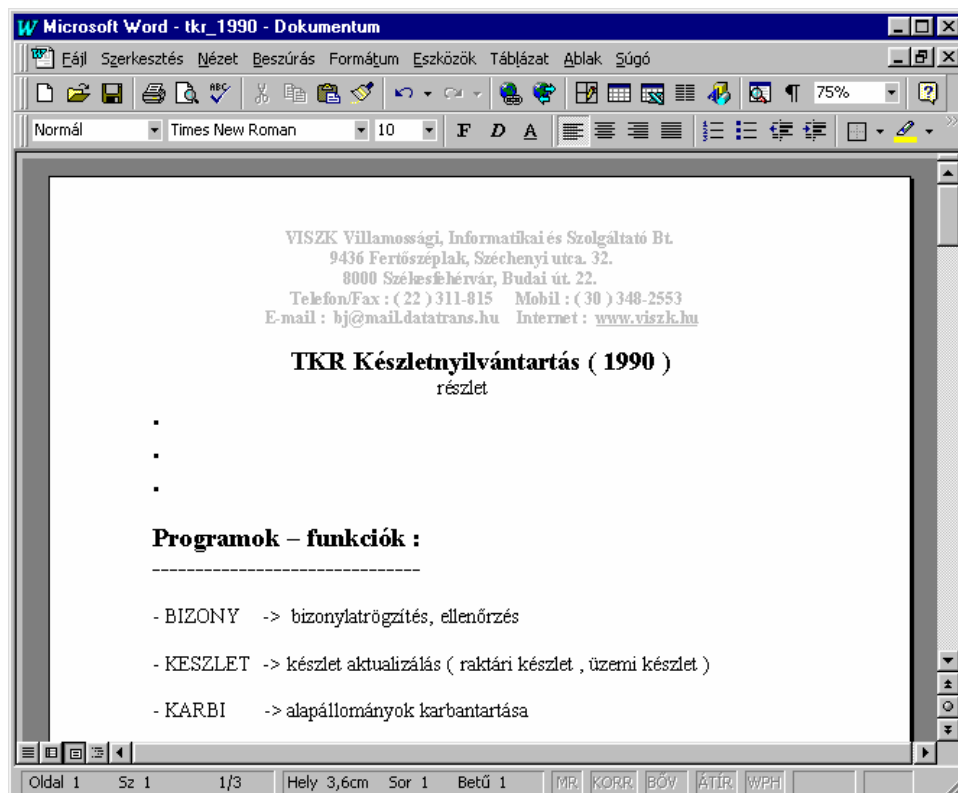 Microsoft Word - tkr_1990 - Dokumentum
Fájl Szerkesztés Nézet Beszúrás Formátum Eszközök Táblázat Ablak Súgó
ABC ¶ 75%
Normál Times New Roman 10 F D A
VISZK Villamossági, Informatikai és Szolgáltató Bt.
9436 Fertőszéplak, Széchenyi utca. 32.
8000 Székesfehérvár, Budai út. 22.
Telefon/Fax : ( 22 ) 311-815 Mobil : ( 30 ) 348-2553
E-mail : bj@mail.datatrans.hu Internet : www.viszk.hu
TKR Készletnyilvántartás ( 1990 )
részlet
.
.
.
Programok – funkciók :
-------------------------------
- BIZONY -> bizonylatrögzítés, ellenőrzés
- KESZLET -> készlet aktualizálás ( raktári készlet , üzemi készlet )
- KARBI -> alapállományok karbantartása
Oldal 1 Sz 1 1/3 Hely 3,6cm Sor 1 Betű 1 MR KORR BŐV ÁTÍR WPH